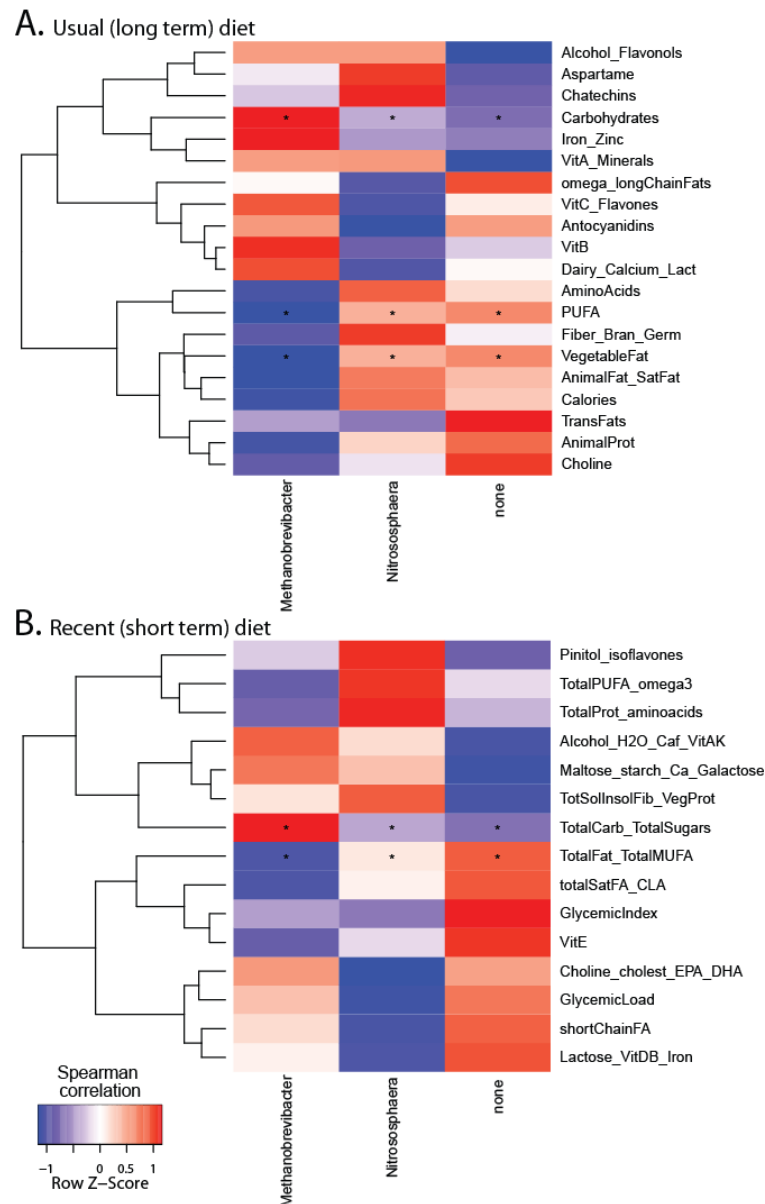 A. Usual (long term) diet
Alcohol_Flavonols
Aspartame
Chatechins
* * * Carbohydrates
Iron_Zinc
VitA_Minerals
omega_longChainFats
VitC_Flavones
Antocyanidins
VitB
Dairy_Calcium_Lact
AminoAcids
* * * PUFA
Fiber_Bran_Germ
* * * VegetableFat
AnimalFat_SatFat
Calories
TransFats
AnimalProt
Choline
Methanobrevibacter
Nitrososphaera
none
B. Recent (short term) diet
Pinitol_isoflavones
TotalPUFA_omega3
TotalProt_aminoacids
Alcohol_H2O_Caf_VitAK
Maltose_starch_Ca_Galactose
TotSolInsolFib_VegProt
* * * TotalCarb_TotalSugars
* * * TotalFat_TotalMUFA
totalSatFA_CLA
GlycemicIndex
VitE
Choline_cholest_EPA_DHA
GlycemicLoad
shortChainFA
Lactose_VitDB_Iron
Methanobrevibacter
Nitrososphaera
none
Spearman
correlation
−1 0 0.5 1
Row Z−Score